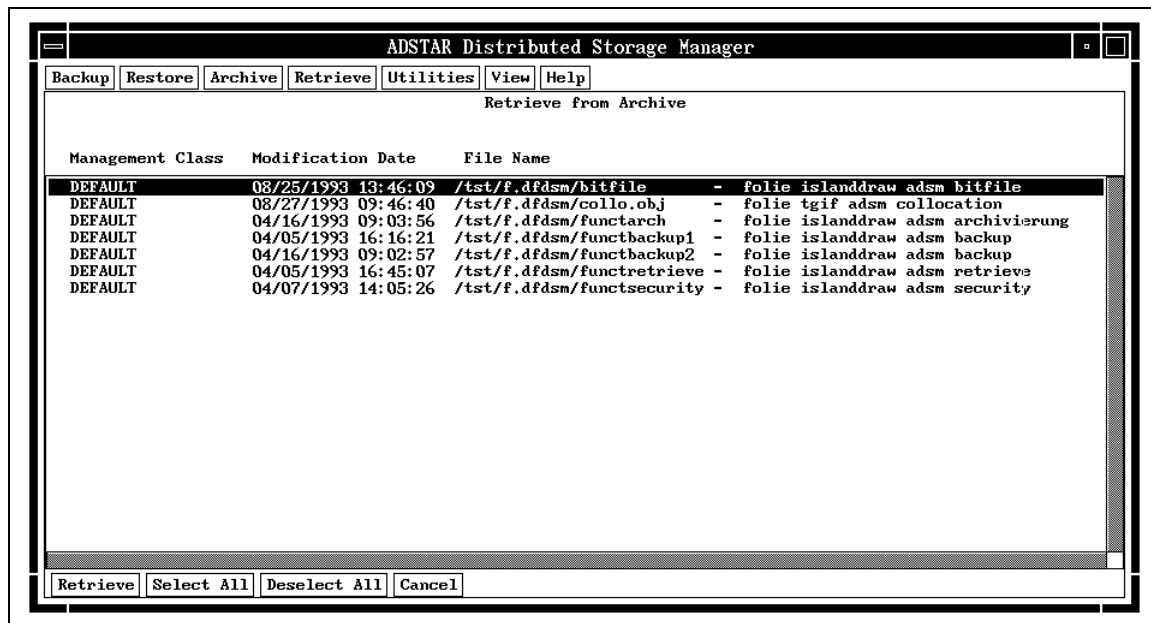 ADSTAR Distributed Storage Manager
Backup Restore Archive Retrieve Utilities View Help
Retrieve from Archive
Management Class Modification Date File Name
DEFAULT 08/25/1993 13:46:09 /tst/f.dfdsm/bitfile - folie islanddraw adsm bitfile
DEFAULT 08/27/1993 09:46:40 /tst/f.dfdsm/collo.obj - folie tgif adsm collocation
DEFAULT 04/16/1993 09:03:56 /tst/f.dfdsm/functarch - folie islanddraw adsm archivierung
DEFAULT 04/05/1993 16:16:21 /tst/f.dfdsm/functbackup1 - folie islanddraw adsm backup
DEFAULT 04/16/1993 09:02:57 /tst/f.dfdsm/functbackup2 - folie islanddraw adsm backup
DEFAULT 04/05/1993 16:45:07 /tst/f.dfdsm/functretrieve - folie islanddraw adsm retrieve
DEFAULT 04/07/1993 14:05:26 /tst/f.dfdsm/functsecurity - folie islanddraw adsm security
Retrieve Select All Deselect All Cancel